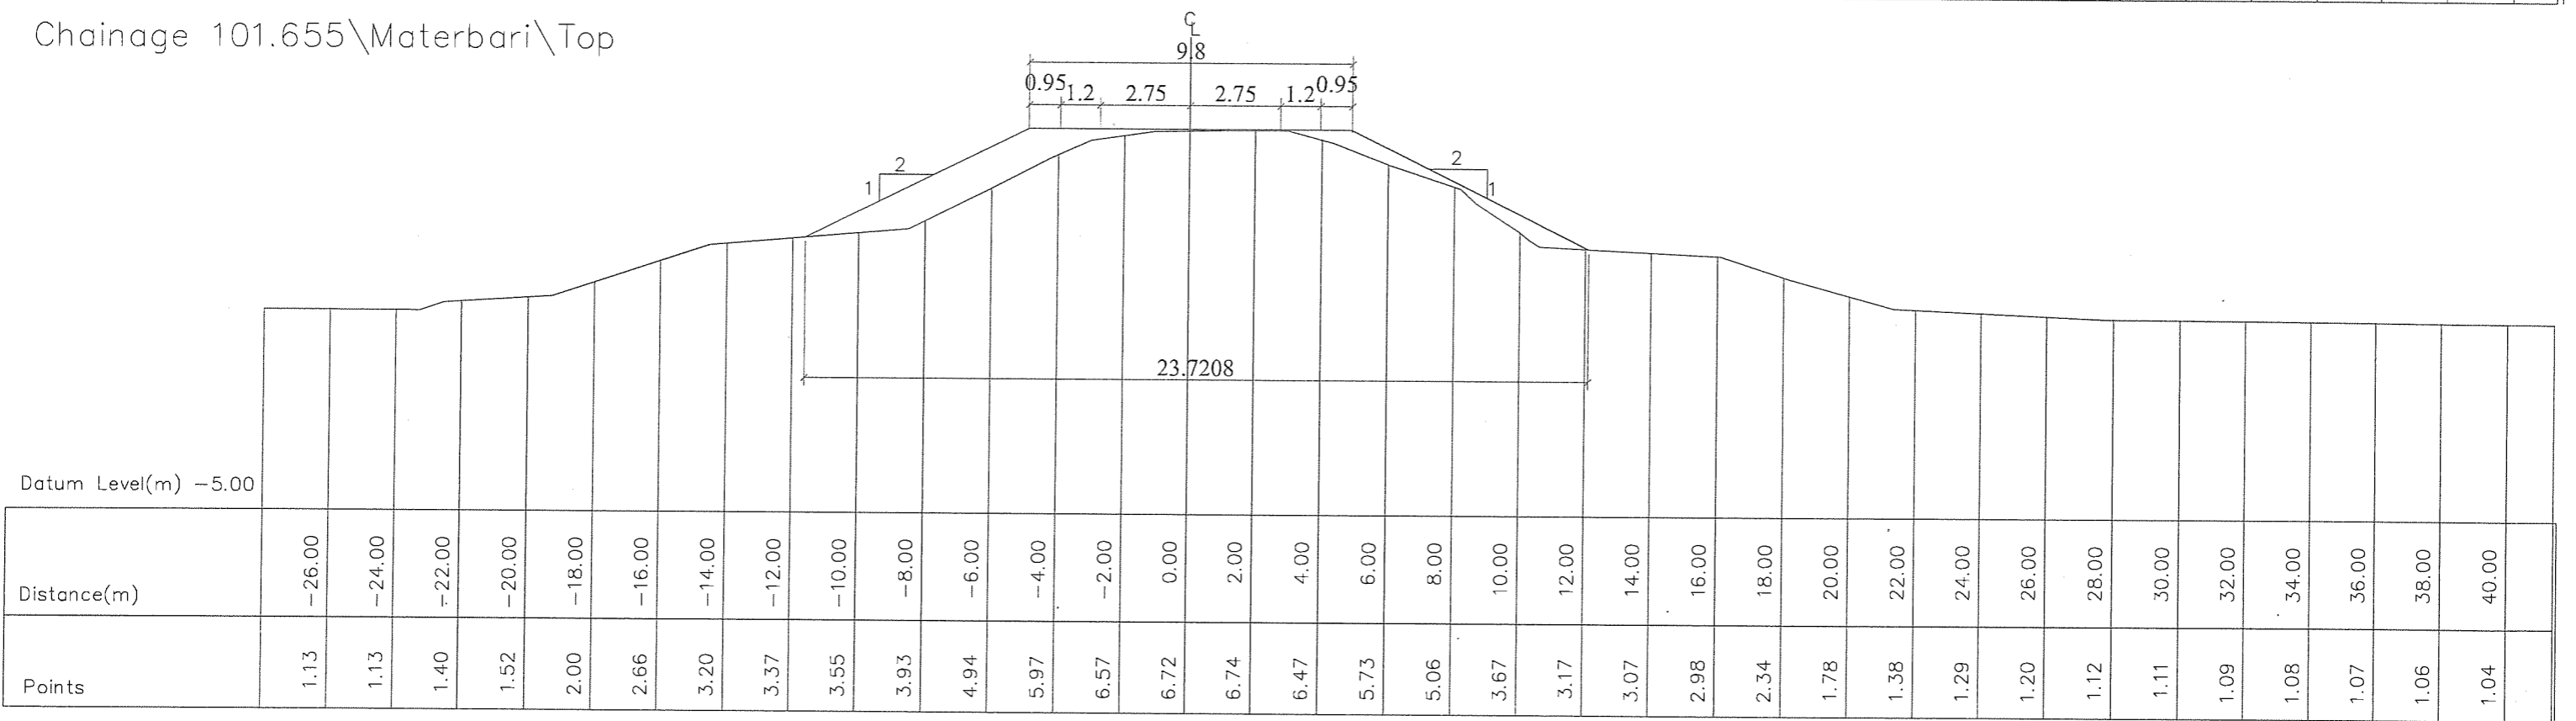 Chainage 101.655\Materbari\Top
℄
9.8
0.95 1.2 2.75 2.75 1.2 0.95
2 2
1 1
23.7208
Datum Level(m) -5.00
Distance(m) -26.00 -24.00 -22.00 -20.00 -18.00 -16.00 -14.00 -12.00 -10.00 -8.00 -6.00 -4.00 -2.00 0.00 2.00 4.00 6.00 8.00 10.00 12.00 14.00 16.00 18.00 20.00 22.00 24.00 26.00 28.00 30.00 32.00 34.00 36.00 38.00 40.00
Points 1.13 1.13 1.40 1.52 2.00 2.66 3.20 3.37 3.55 3.93 4.94 5.97 6.57 6.72 6.74 6.47 5.73 5.06 3.67 3.17 3.07 2.98 2.34 1.78 1.38 1.29 1.20 1.12 1.11 1.09 1.08 1.07 1.06 1.04